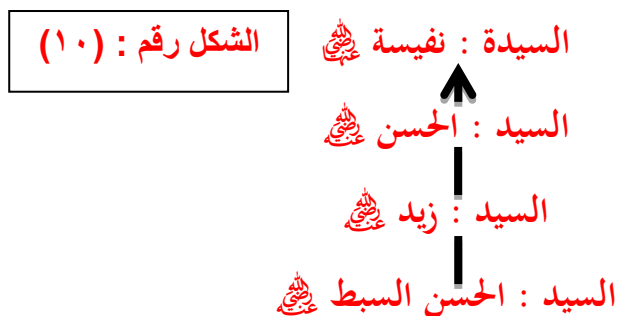 الشكل رقم : (١٠)
السيدة : نفيسة رضي الله عنها
السيد : الحسن رضي الله عنه
السيد : زيد رضي الله عنه
السيد : الحسن السبط رضي الله عنه